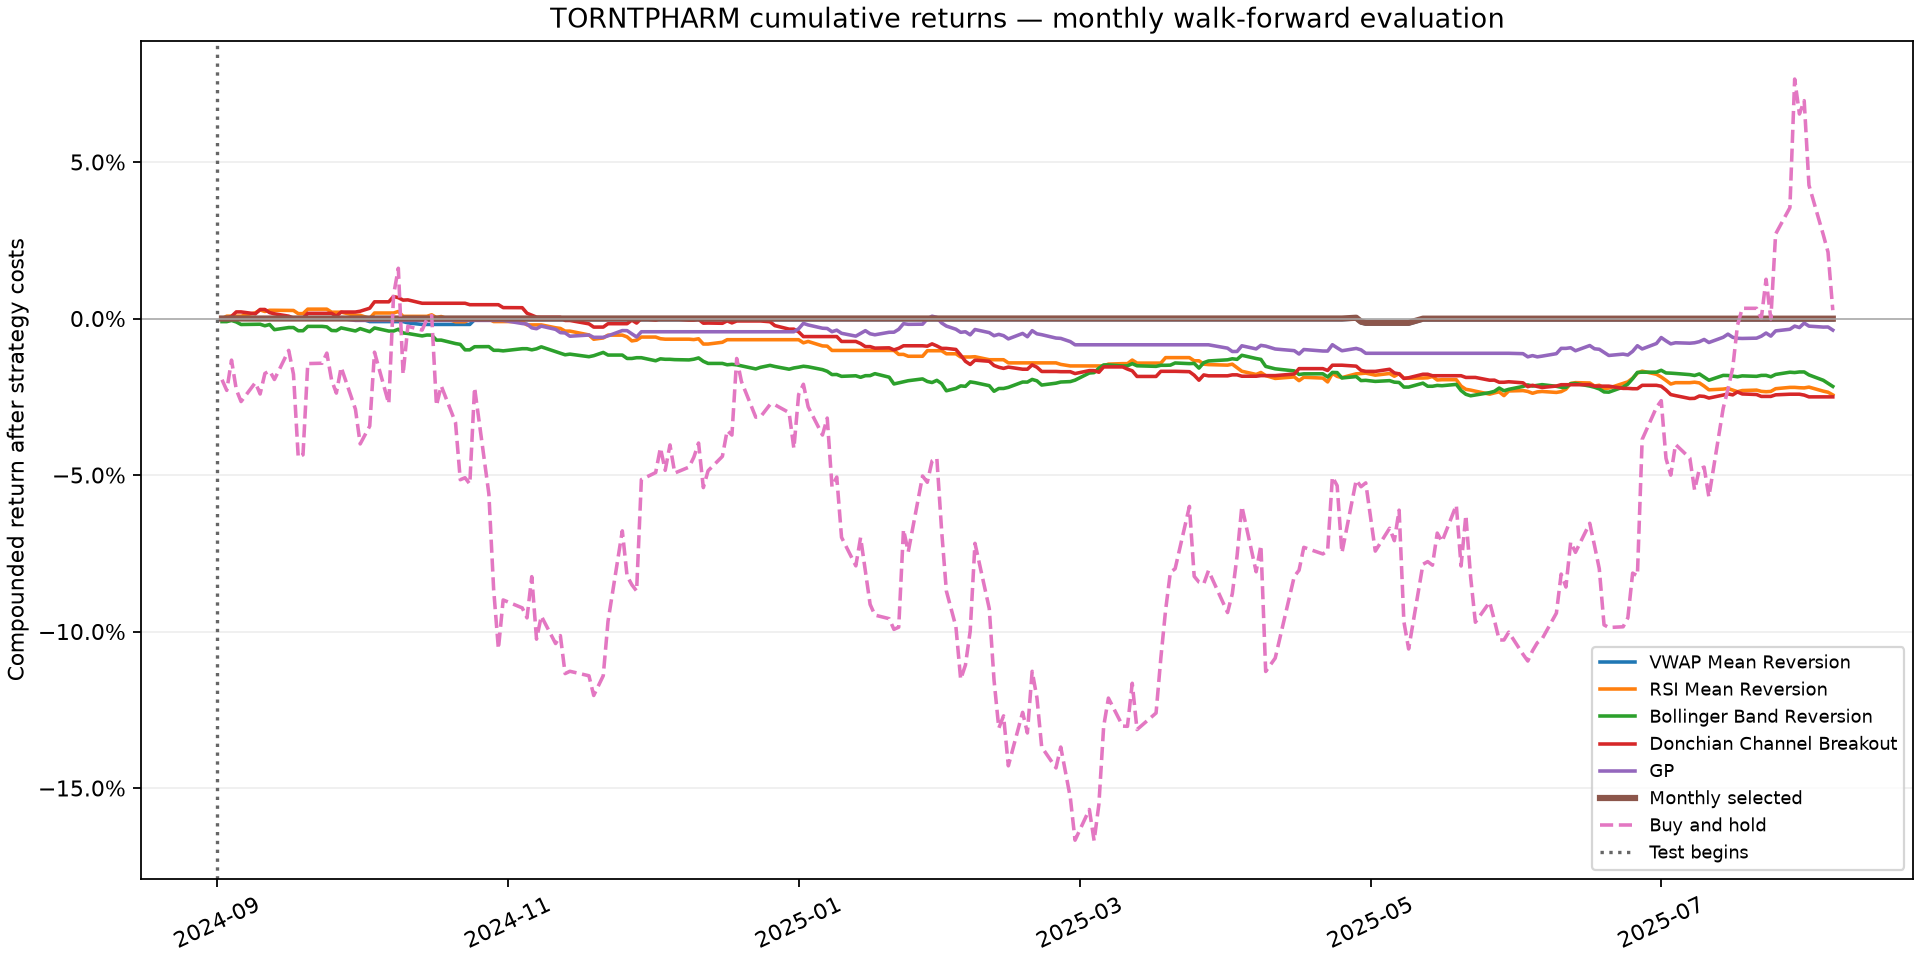 TORNTPHARM cumulative returns — monthly walk-forward evaluation
Compounded return after strategy costs
5.0%
0.0%
−5.0%
−10.0%
−15.0%
2024-09
2024-11
2025-01
2025-03
2025-05
2025-07
VWAP Mean Reversion
RSI Mean Reversion
Bollinger Band Reversion
Donchian Channel Breakout
GP
Monthly selected
Buy and hold
Test begins